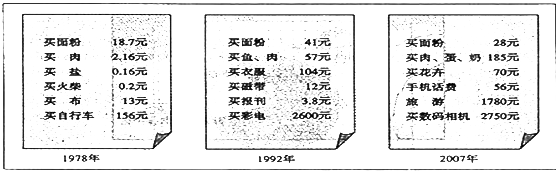 买面粉 18.7元
买 肉 2.16元
买 盐 0.16元
买火柴 0.2元
买 布 13元
买自行车 156元
1978年
买面粉 41元
买鱼、肉 57元
买衣服 104元
买磁带 12元
买报刊 3.8元
买彩电 2600元
1992年
买面粉 28元
买肉、蛋、奶 185元
买花卉 70元
手机话费 56元
旅 游 1780元
买数码相机 2750元
2007年